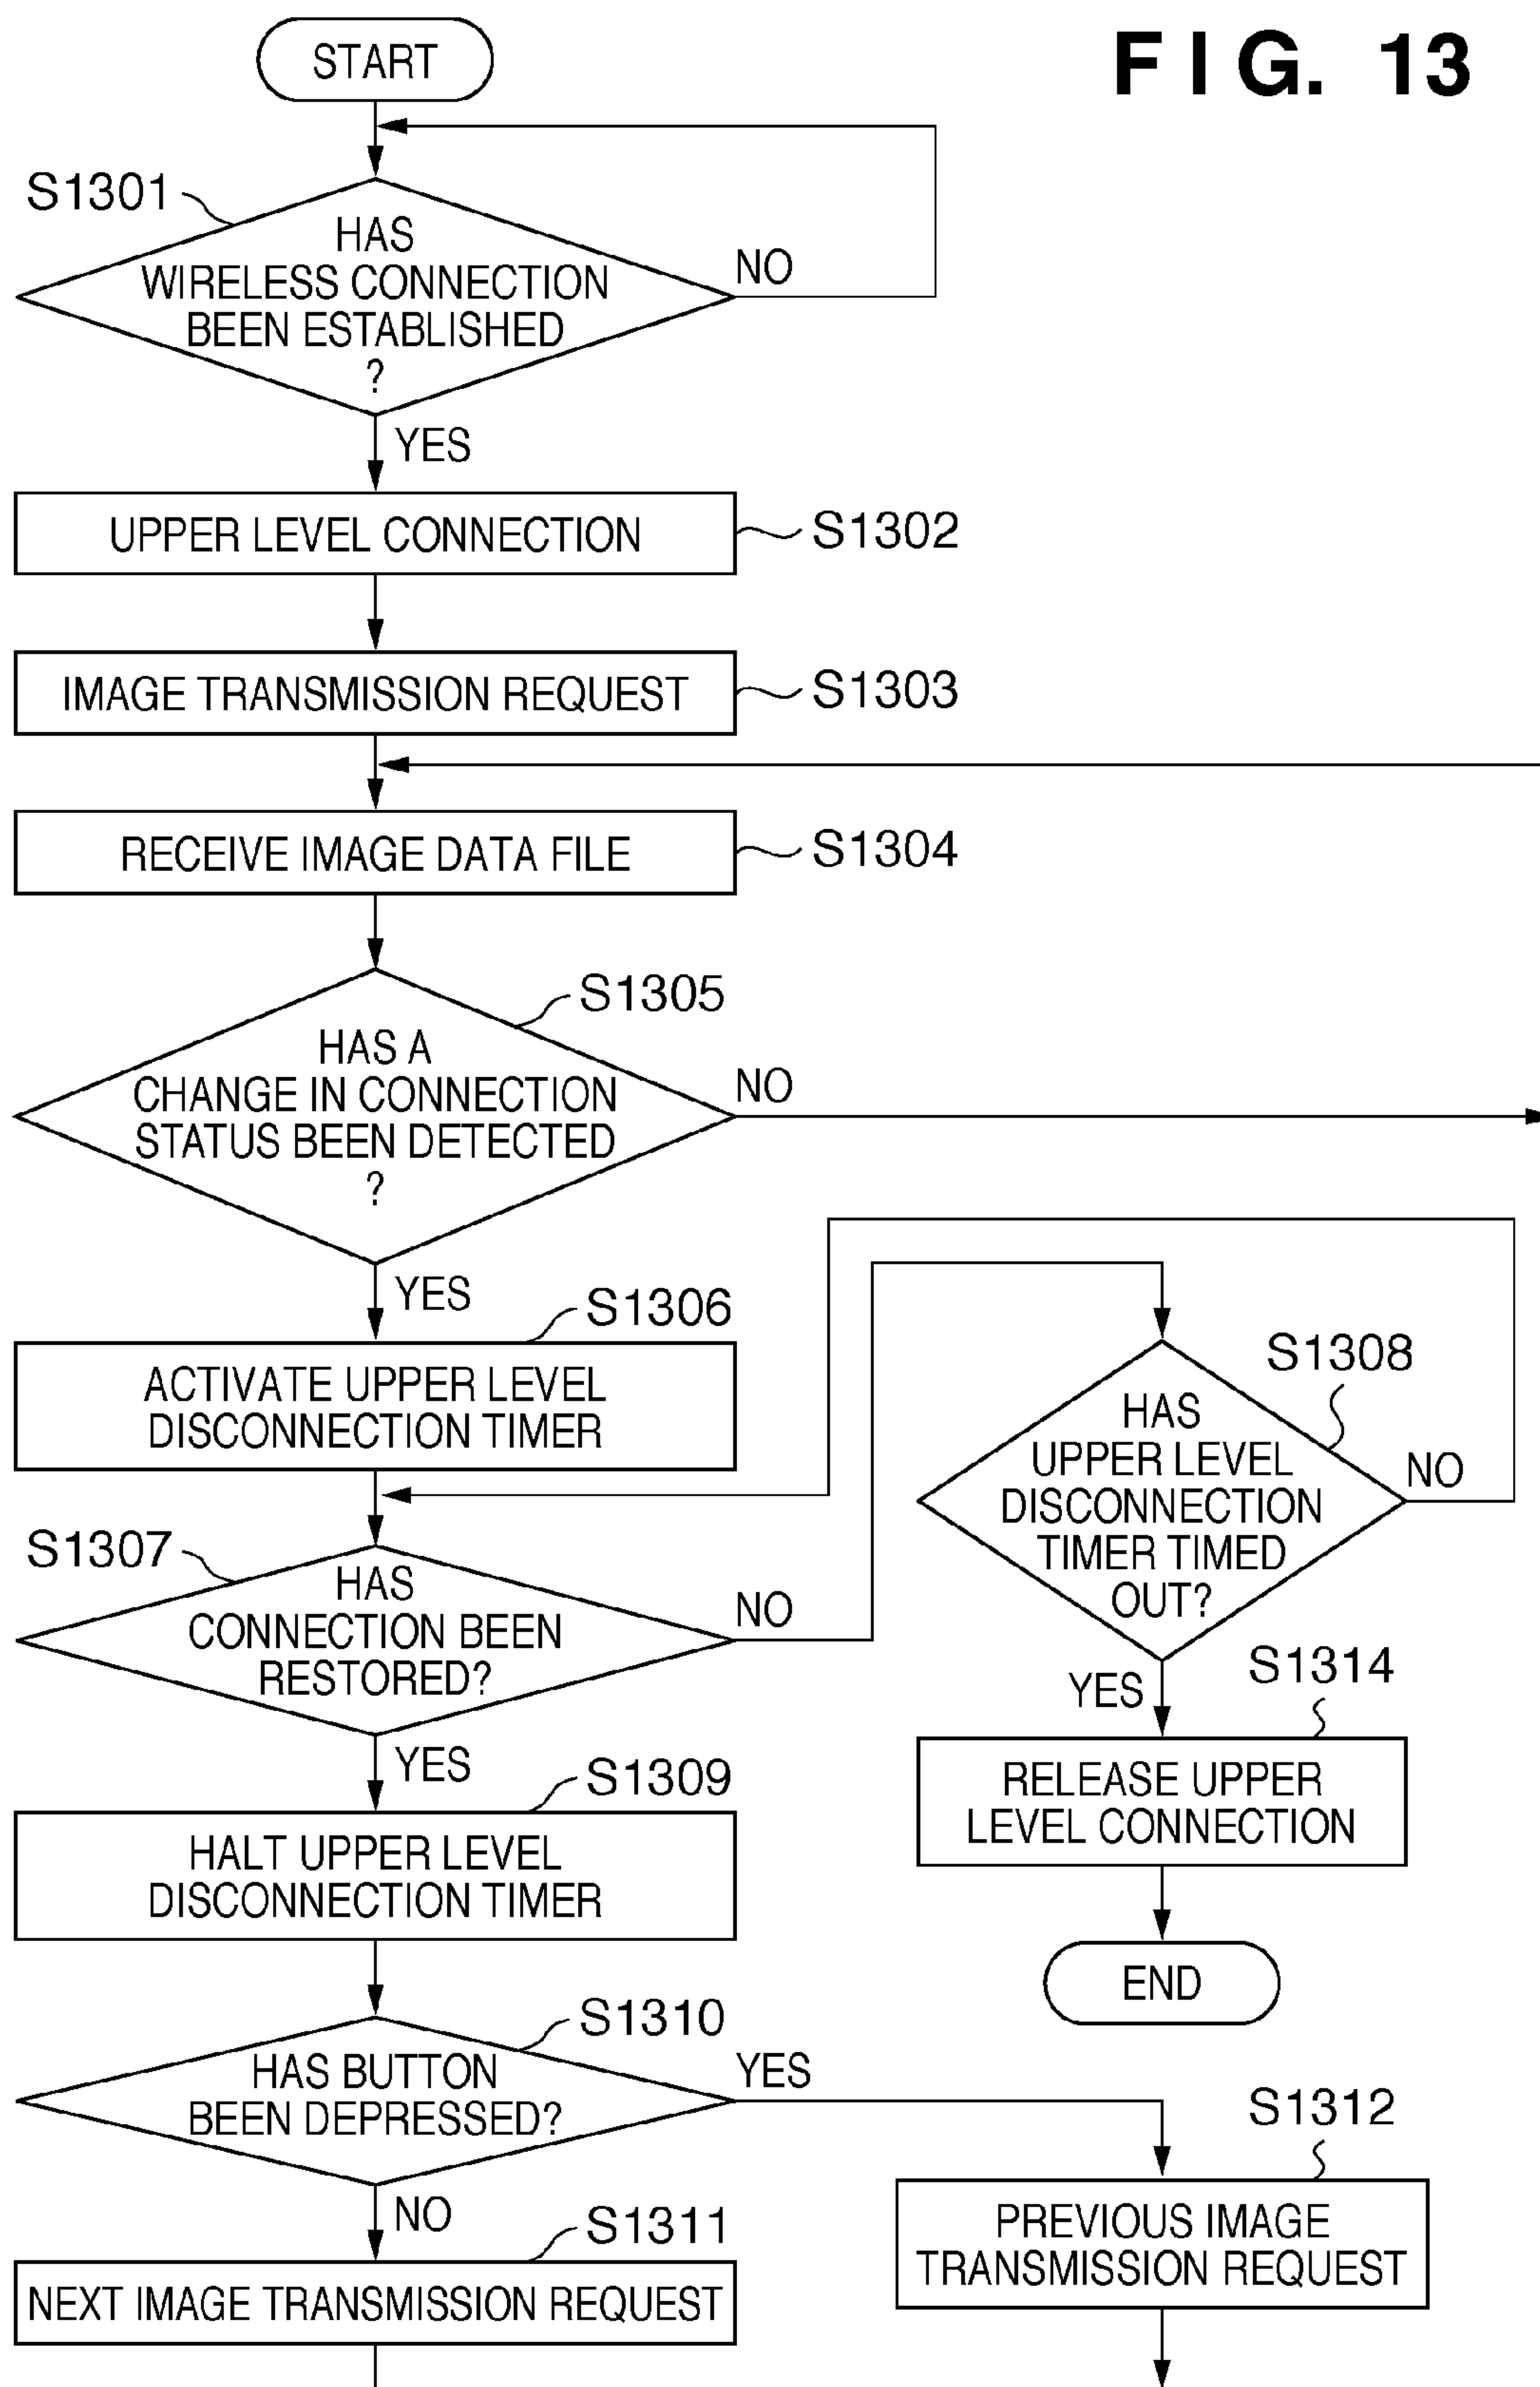 FIG. 13
START
S1301
HAS
WIRELESS CONNECTION
BEEN ESTABLISHED
?
NO
YES
UPPER LEVEL CONNECTION
S1302
IMAGE TRANSMISSION REQUEST
S1303
RECEIVE IMAGE DATA FILE
S1304
S1305
HAS A
CHANGE IN CONNECTION
STATUS BEEN DETECTED
?
NO
YES
S1306
ACTIVATE UPPER LEVEL
DISCONNECTION TIMER
S1307
HAS
CONNECTION BEEN
RESTORED?
NO
S1308
HAS
UPPER LEVEL
DISCONNECTION
TIMER TIMED
OUT?
NO
YES
S1314
RELEASE UPPER
LEVEL CONNECTION
END
YES
S1309
HALT UPPER LEVEL
DISCONNECTION TIMER
S1310
HAS BUTTON
BEEN DEPRESSED?
YES
S1312
PREVIOUS IMAGE
TRANSMISSION REQUEST
NO
S1311
NEXT IMAGE TRANSMISSION REQUEST